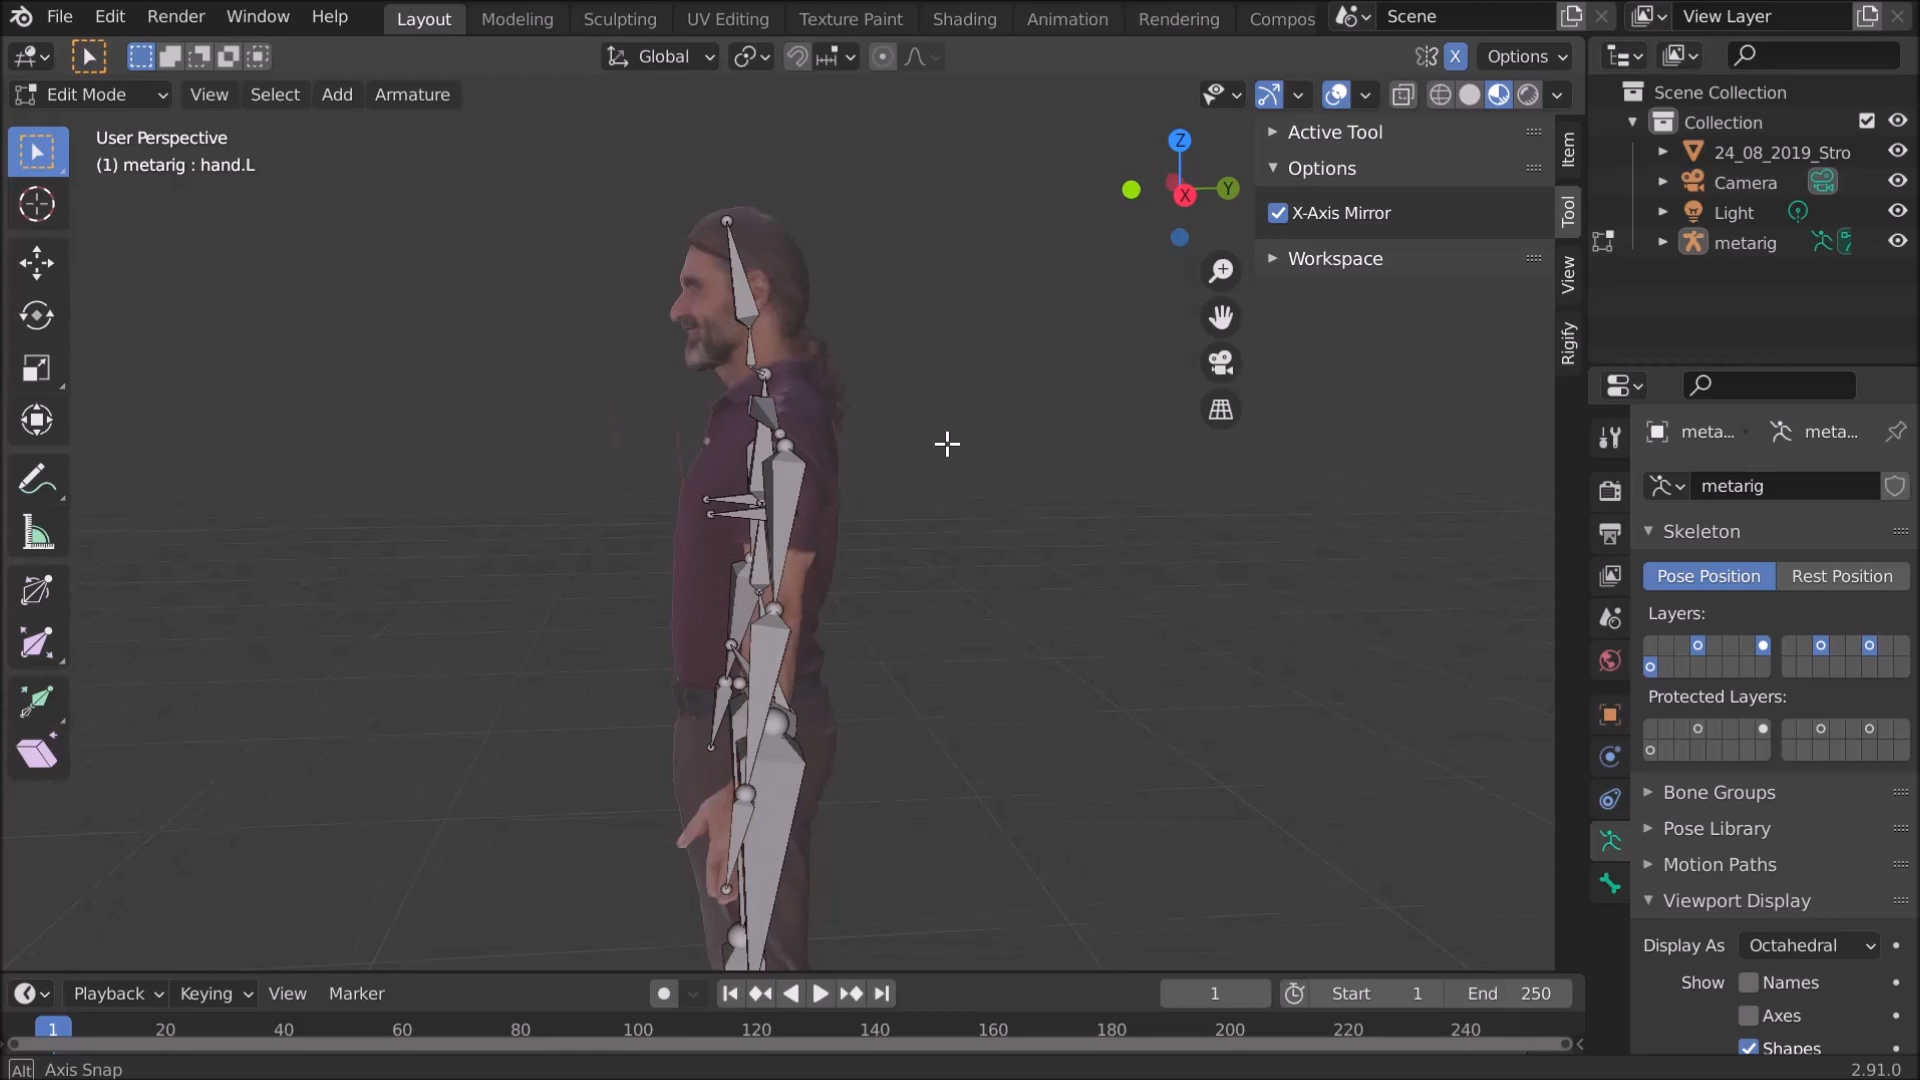 File Edit Render Window Help Layout Modeling Sculpting UV Editing Texture Paint Shading Animation Rendering Compos Scene View Layer
Global X Options
Edit Mode View Select Add Armature
User Perspective
(1) metarig : hand.L
Z
Y
X
Active Tool
Options
X-Axis Mirror
Workspace
Item
Tool
View
Rigify
Scene Collection
Collection
24_08_2019_Stro
Camera
Light
metarig
meta... meta...
metarig
Skeleton
Pose Position Rest Position
Layers:
Protected Layers:
Bone Groups
Pose Library
Motion Paths
Viewport Display
Display As Octahedral
Show Names
Axes
Shapes
Playback Keying View Marker 1 Start 1 End 250
1 20 40 60 80 100 120 140 160 180 200 220 240
Alt Axis Snap 2.91.0